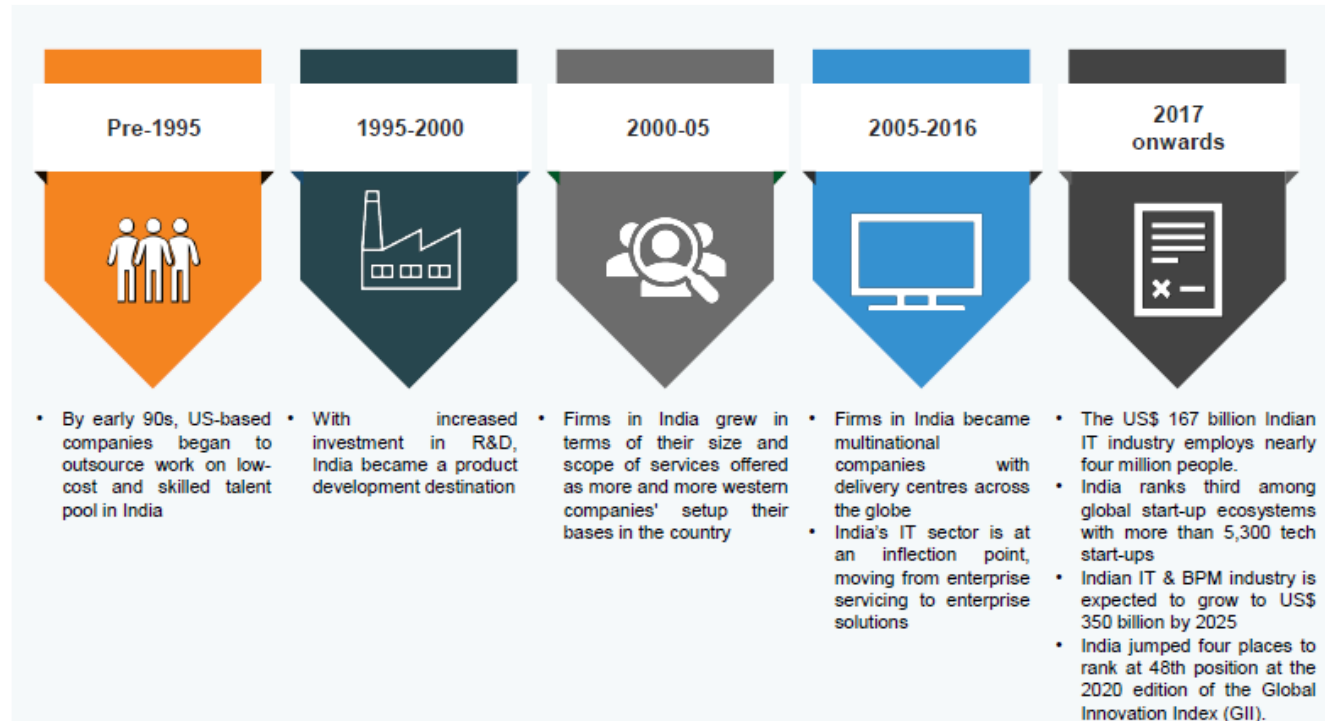 Pre-1995
1995-2000
2000-05
2005-2016
2017
onwards
• By early 90s, US-based
companies began to
outsource work on low-
cost and skilled talent
pool in India
• With increased
investment in R&D,
India became a product
development destination
• Firms in India grew in
terms of their size and
scope of services offered
as more and more western
companies' setup their
bases in the country
• Firms in India became
multinational
companies with
delivery centres across
the globe
• India's IT sector is at
an inflection point,
moving from enterprise
servicing to enterprise
solutions
• The US$ 167 billion Indian
IT industry employs nearly
four million people.
• India ranks third among
global start-up ecosystems
with more than 5,300 tech
start-ups
• Indian IT & BPM industry is
expected to grow to US$
350 billion by 2025
• India jumped four places to
rank at 48th position at the
2020 edition of the Global
Innovation Index (GII).